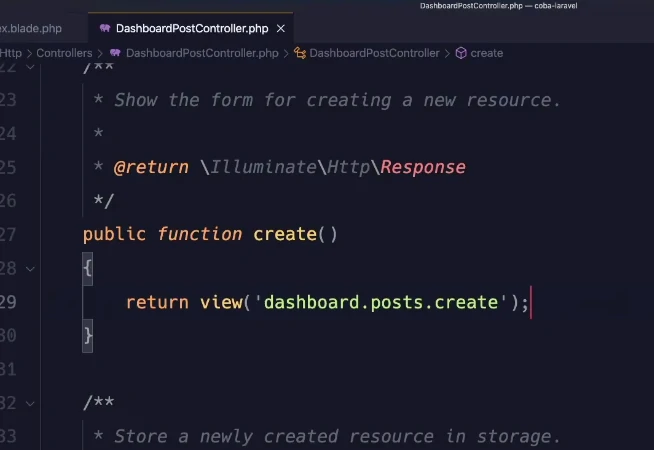 DashboardPostController.php — coba-laravel
ex.blade.php DashboardPostController.php ×
Http > Controllers > DashboardPostController.php > DashboardPostController > create
22 /**
23 * Show the form for creating a new resource.
24 *
25 * @return \Illuminate\Http\Response
26 */
27 public function create()
28 {
29 return view('dashboard.posts.create');
30 }
31
32 /**
33 * Store a newly created resource in storage.